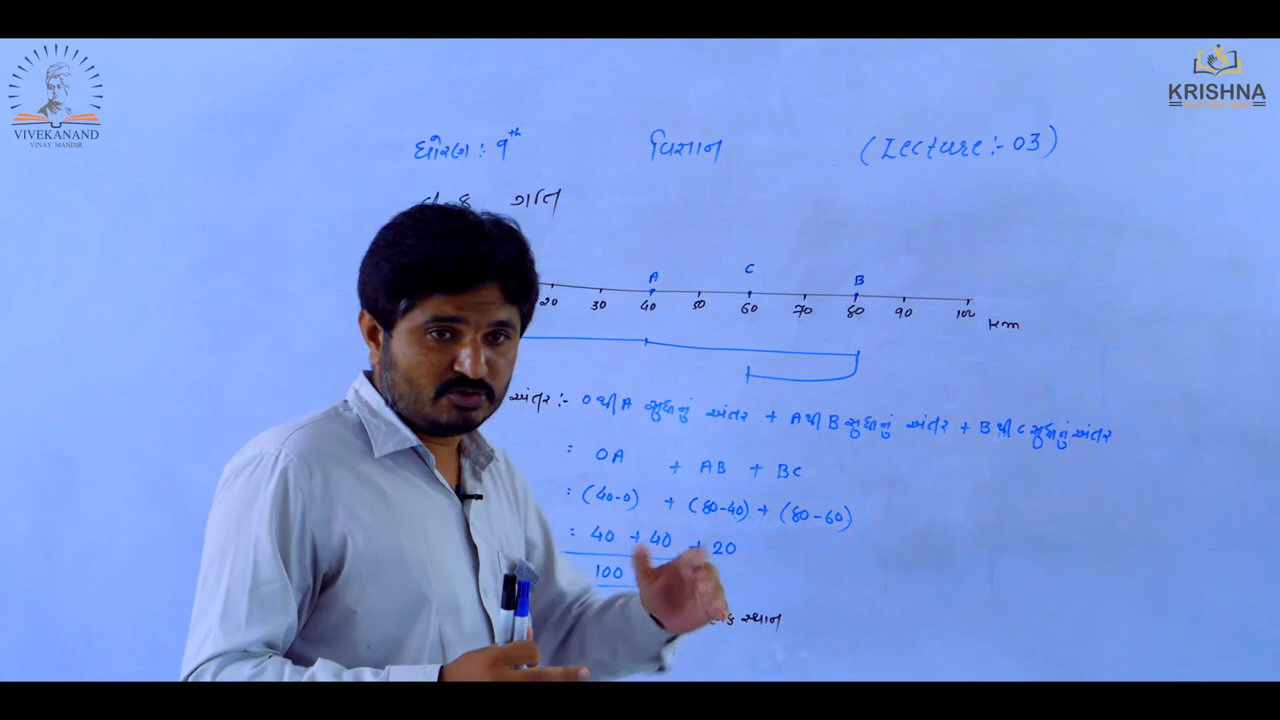 VIVEKANAND
VINAY MANDIR
KRISHNA
ધોરણ : 9th વિજ્ઞાન (Lecture :- 03)
ગતિ
A C B
20 30 40 50 60 70 80 90 100 Km
અંતર :- 0 થી A સુધીનું અંતર + A થી B સુધીનું અંતર + B થી C સુધીનું અંતર
: OA + AB + BC
: (40-0) + (80-40) + (80-60)
: 40 + 40 + 20
100
સ્થાન